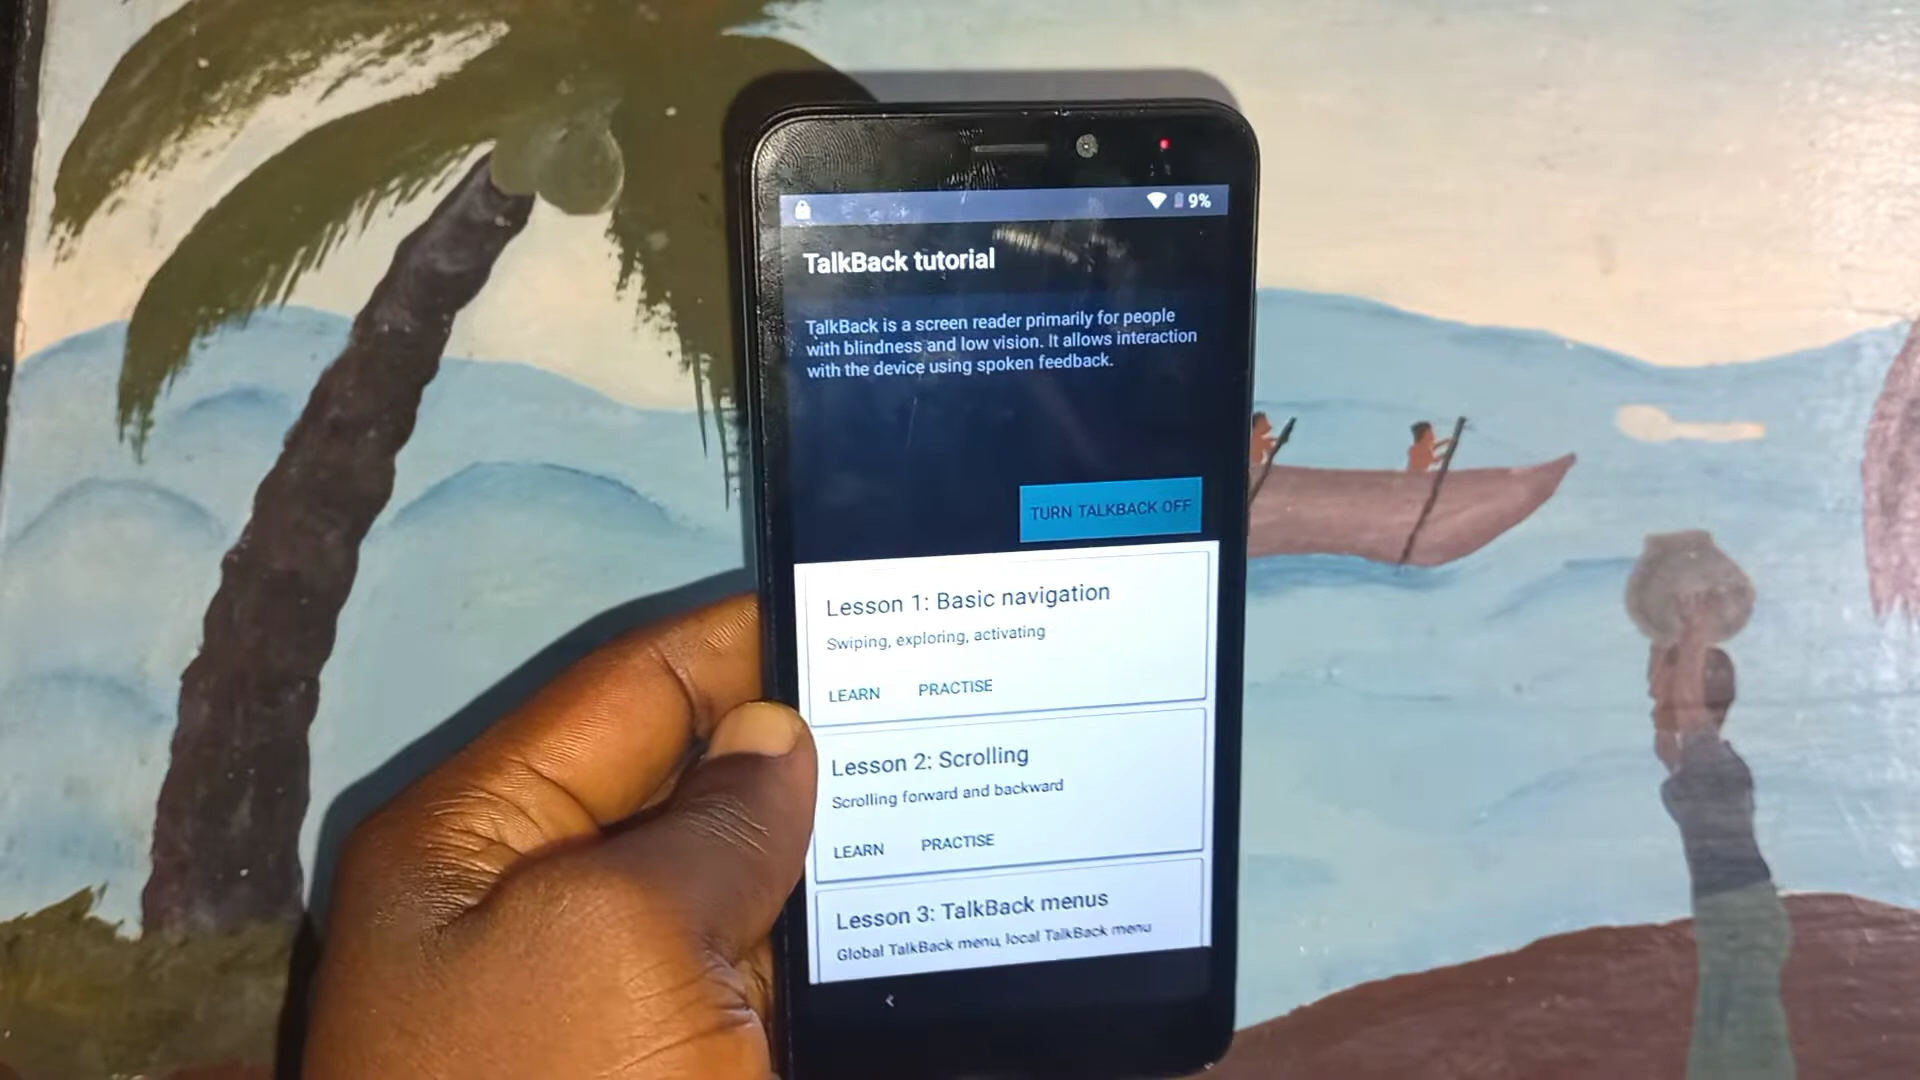 9%
TalkBack tutorial
TalkBack is a screen reader primarily for people
with blindness and low vision. It allows interaction
with the device using spoken feedback.
TURN TALKBACK OFF
Lesson 1: Basic navigation
Swiping, exploring, activating
LEARN PRACTISE
Lesson 2: Scrolling
Scrolling forward and backward
LEARN PRACTISE
Lesson 3: TalkBack menus
Global TalkBack menu, local TalkBack menu